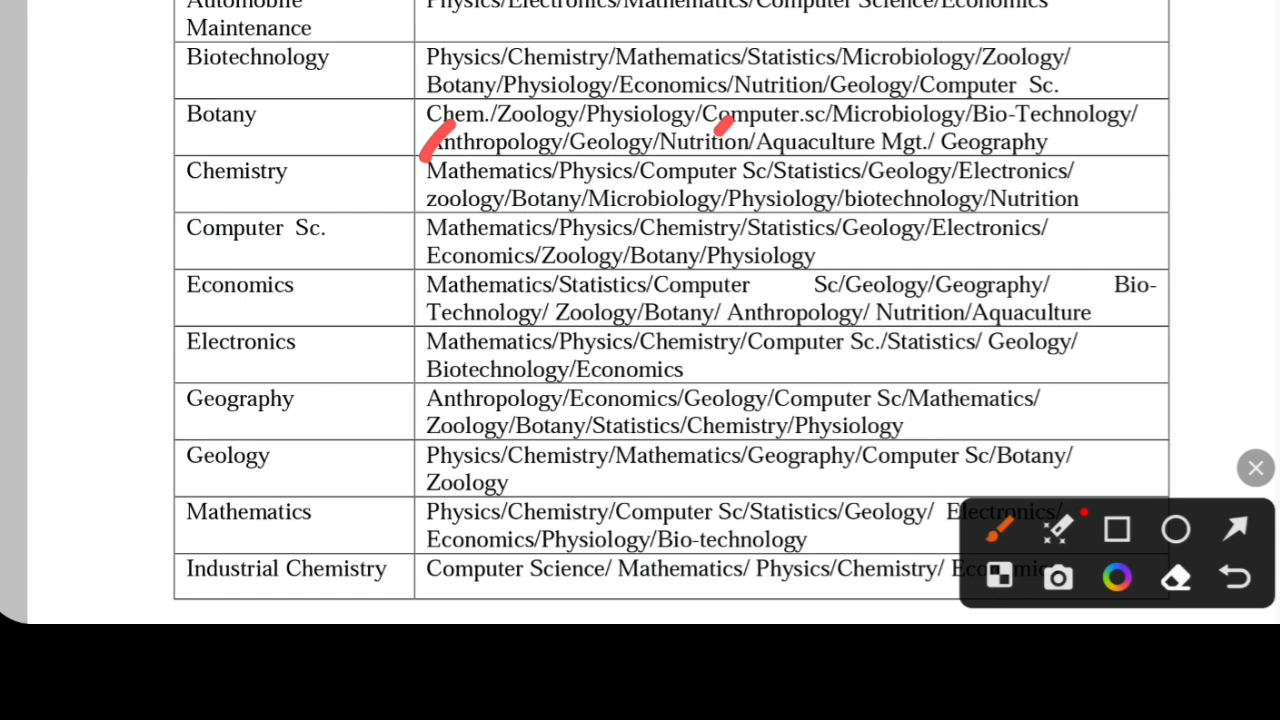 Automobile
Maintenance
Physics/Electronics/Mathematics/Computer Science/Economics
Biotechnology
Physics/Chemistry/Mathematics/Statistics/Microbiology/Zoology/
Botany/Physiology/Economics/Nutrition/Geology/Computer Sc.
Botany
Chem./Zoology/Physiology/Computer.sc/Microbiology/Bio-Technology/
Anthropology/Geology/Nutrition/Aquaculture Mgt./ Geography
Chemistry
Mathematics/Physics/Computer Sc/Statistics/Geology/Electronics/
zoology/Botany/Microbiology/Physiology/biotechnology/Nutrition
Computer Sc.
Mathematics/Physics/Chemistry/Statistics/Geology/Electronics/
Economics/Zoology/Botany/Physiology
Economics
Mathematics/Statistics/Computer Sc/Geology/Geography/ Bio-
Technology/ Zoology/Botany/ Anthropology/ Nutrition/Aquaculture
Electronics
Mathematics/Physics/Chemistry/Computer Sc./Statistics/ Geology/
Biotechnology/Economics
Geography
Anthropology/Economics/Geology/Computer Sc/Mathematics/
Zoology/Botany/Statistics/Chemistry/Physiology
Geology
Physics/Chemistry/Mathematics/Geography/Computer Sc/Botany/
Zoology
Mathematics
Physics/Chemistry/Computer Sc/Statistics/Geology/ Electronics/
Economics/Physiology/Bio-technology
Industrial Chemistry
Computer Science/ Mathematics/ Physics/Chemistry/ Economics